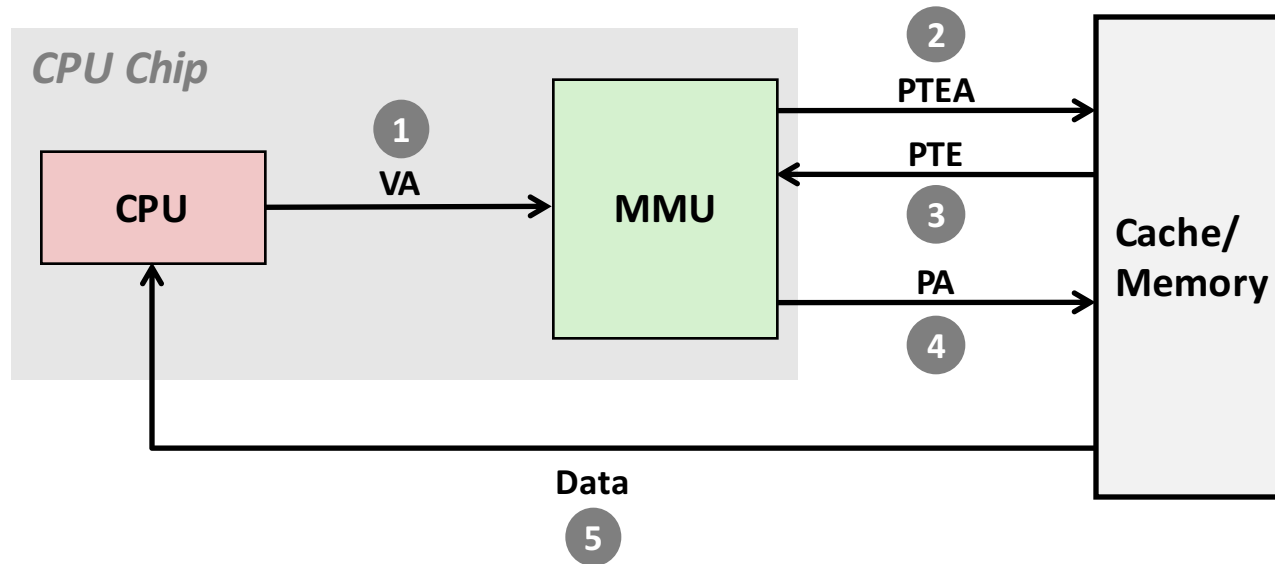 2
CPU Chip
PTEA
1
PTE
VA
CPU
MMU
3
Cache/
Memory
PA
4
Data
5